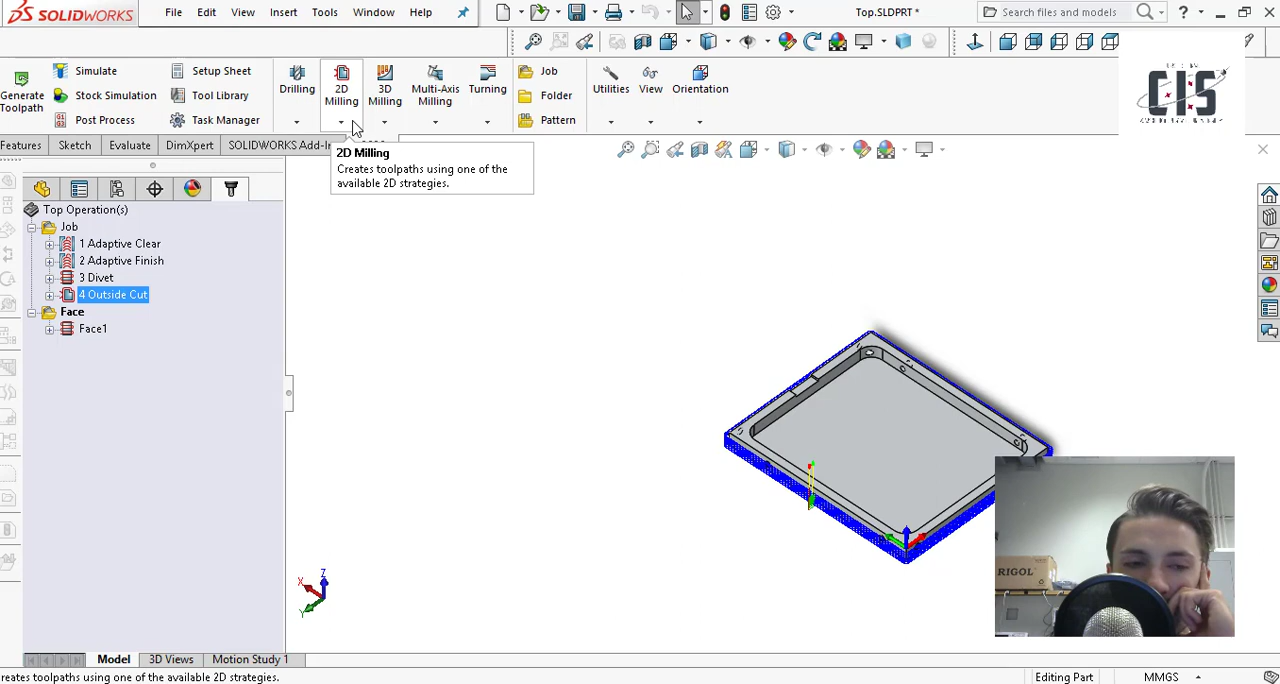 SOLIDWORKS File Edit View Insert Tools Window Help Top.SLDPRT * Search files and models ?
Generate Toolpath
Simulate
Stock Simulation
Post Process
Setup Sheet
Tool Library
Task Manager
Drilling
2D Milling
3D Milling
Multi-Axis Milling
Turning
Job
Folder
Pattern
Utilities
View
Orientation
CIS
Features Sketch Evaluate DimXpert SOLIDWORKS Add-In
2D Milling
Creates toolpaths using one of the
available 2D strategies.
Top Operation(s)
Job
1 Adaptive Clear
2 Adaptive Finish
3 Divet
4 Outside Cut
Face
Face1
Z
X
Y
RIGOL
Model 3D Views Motion Study 1
reates toolpaths using one of the available 2D strategies. Editing Part MMGS